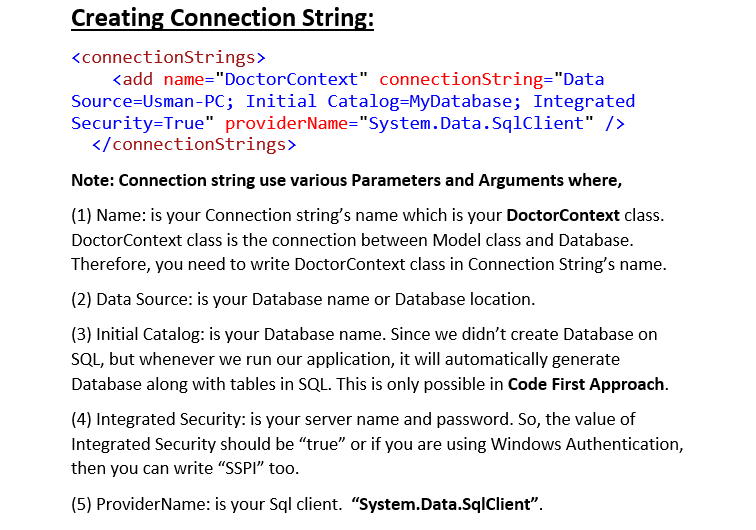 Creating Connection String:
<connectionStrings>
<add name="DoctorContext" connectionString="Data
Source=Usman-PC; Initial Catalog=MyDatabase; Integrated
Security=True" providerName="System.Data.SqlClient" />
</connectionStrings>
Note: Connection string use various Parameters and Arguments where,
(1) Name: is your Connection string’s name which is your DoctorContext class.
DoctorContext class is the connection between Model class and Database.
Therefore, you need to write DoctorContext class in Connection String’s name.
(2) Data Source: is your Database name or Database location.
(3) Initial Catalog: is your Database name. Since we didn’t create Database on
SQL, but whenever we run our application, it will automatically generate
Database along with tables in SQL. This is only possible in Code First Approach.
(4) Integrated Security: is your server name and password. So, the value of
Integrated Security should be “true” or if you are using Windows Authentication,
then you can write “SSPI” too.
(5) ProviderName: is your Sql client. “System.Data.SqlClient”.